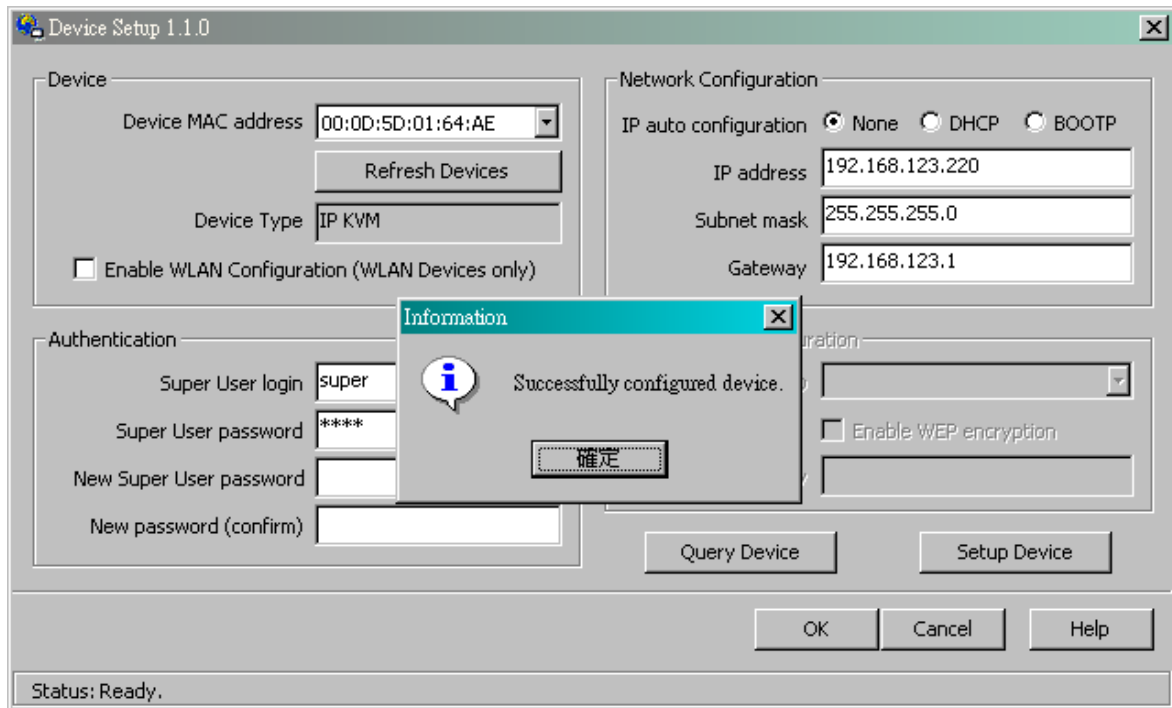 Device Setup 1.1.0
Device
Device MAC address 00:0D:5D:01:64:AE
Refresh Devices
Device Type IP KVM
Enable WLAN Configuration (WLAN Devices only)
Network Configuration
IP auto configuration None DHCP BOOTP
IP address 192.168.123.220
Subnet mask 255.255.255.0
Gateway 192.168.123.1
Authentication
Super User login super
Super User password ****
New Super User password
New password (confirm)
Information
Successfully configured device.
確定
Enable WEP encryption
Query Device
Setup Device
OK
Cancel
Help
Status: Ready.